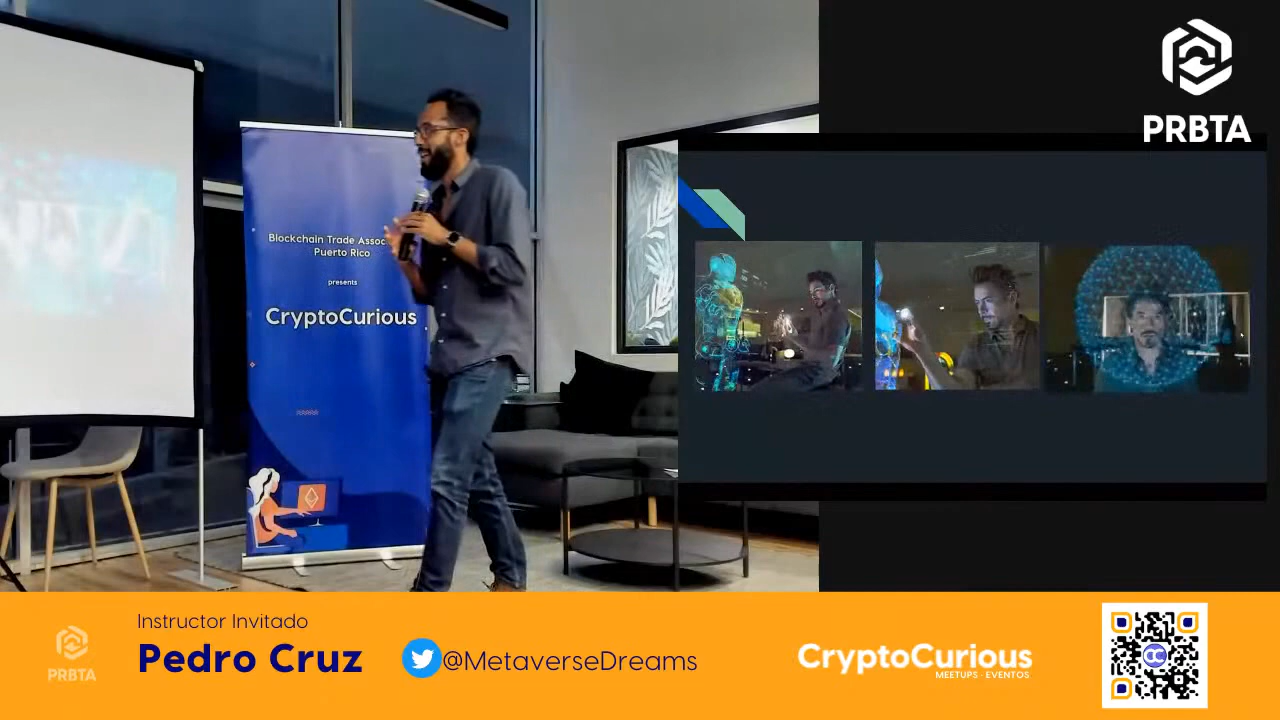 PRBTA
Blockchain Trade Assoc
Puerto Rico
presents
CryptoCurious
Instructor Invitado
Pedro Cruz
@MetaverseDreams
PRBTA
CryptoCurious
MEETUPS · EVENTOS